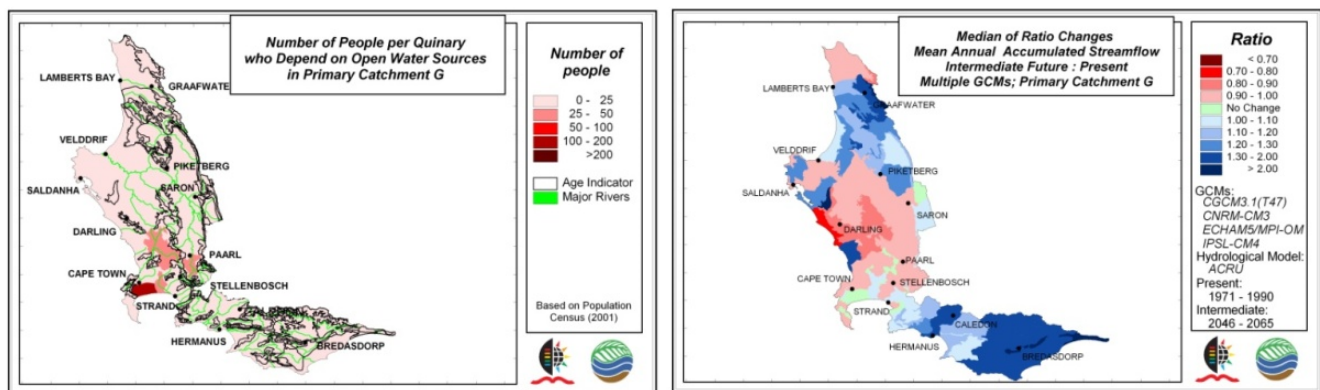 Number of People per Quinary
who Depend on Open Water Sources
in Primary Catchment G
LAMBERTS BAY
GRAAFWATER
VELDDRIF
PIKETBERG
SALDANHA
SARON
DARLING
PAARL
CAPE TOWN
STELLENBOSCH
STRAND
CALEDON
HERMANUS
BREDASDORP
Number of
people
0 - 25
25 - 50
50 - 100
100 - 200
>200
Age Indicator
Major Rivers
Based on Population
Census (2001)
Median of Ratio Changes
Mean Annual Accumulated Streamflow
Intermediate Future : Present
Multiple GCMs; Primary Catchment G
LAMBERTS BAY
GRAAFWATER
VELDDRIF
PIKETBERG
SALDANHA
SARON
DARLING
PAARL
CAPE TOWN
STELLENBOSCH
STRAND
CALEDON
HERMANUS
BREDASDORP
Ratio
< 0.70
0.70 - 0.80
0.80 - 0.90
0.90 - 1.00
No Change
1.00 - 1.10
1.10 - 1.20
1.20 - 1.30
1.30 - 2.00
> 2.00
GCMs:
CGCM3.1(T47)
CNRM-CM3
ECHAM5/MPI-OM
IPSL-CM4
Hydrological Model:
ACRU
Present:
1971 - 1990
Intermediate:
2046 - 2065